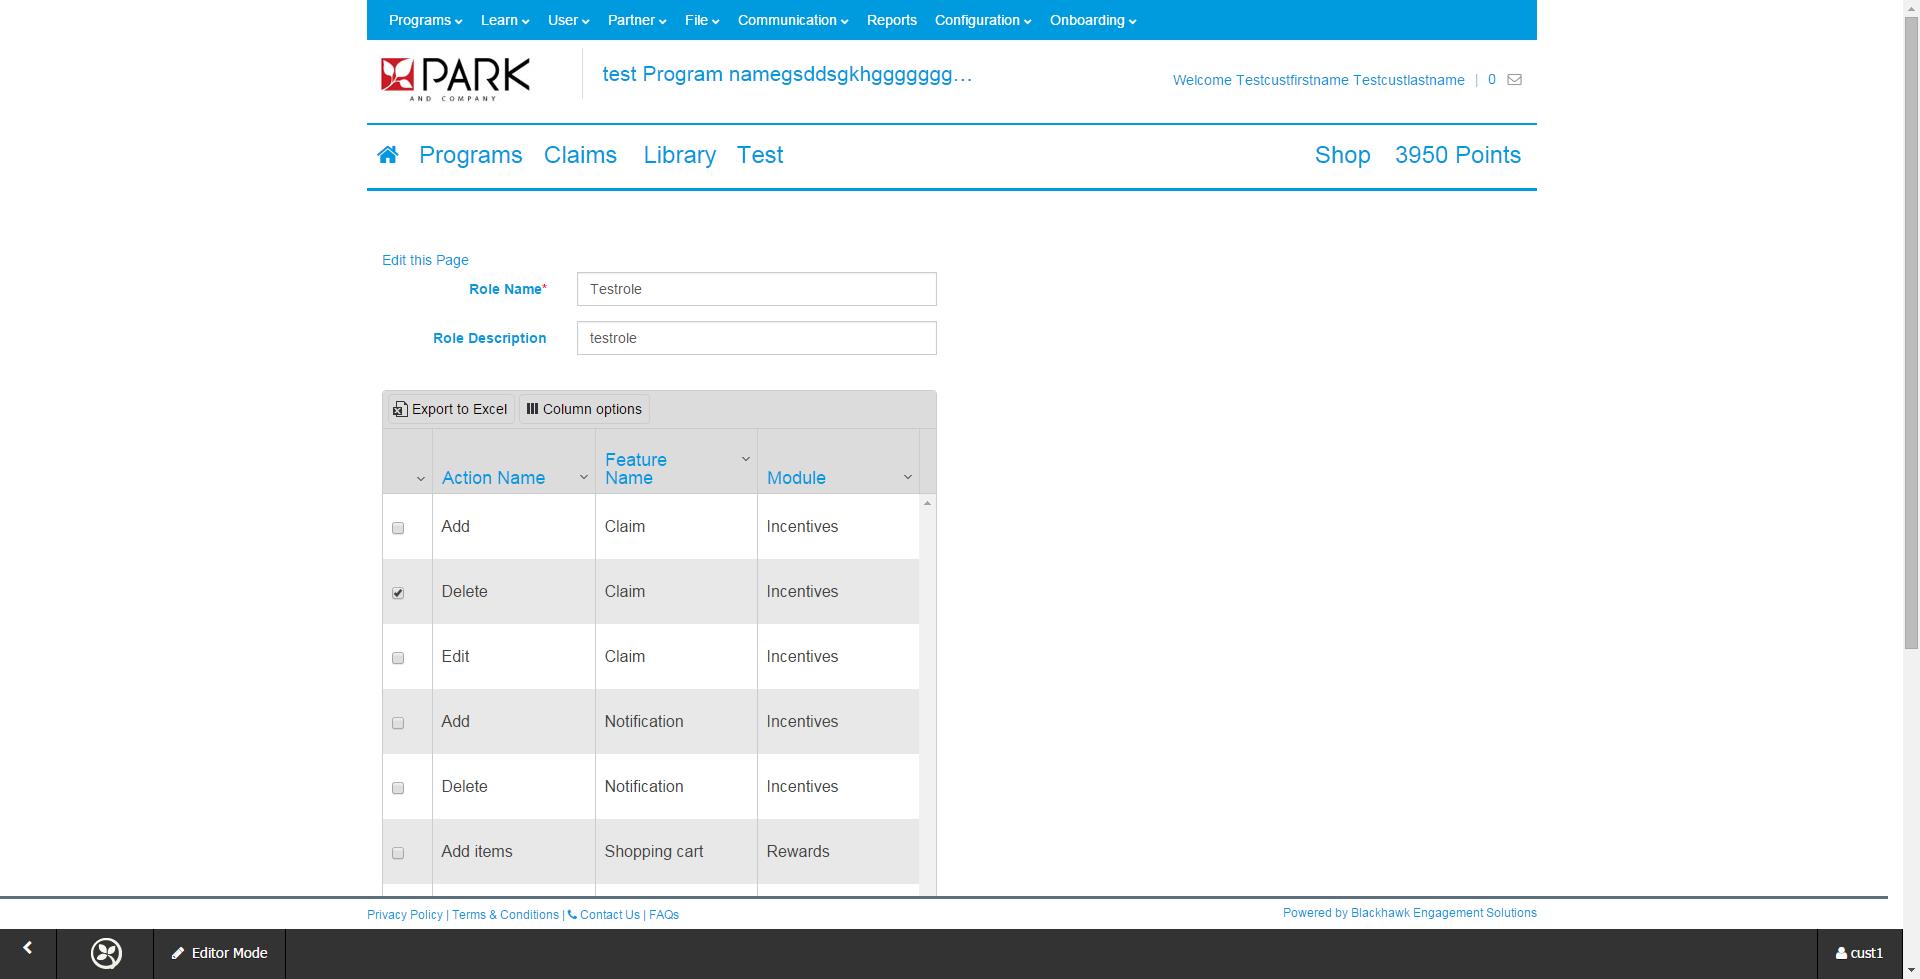 Programs Learn User Partner File Communication Reports Configuration Onboarding
PARK
AND COMPANY
test Program namegsddsgkhggggggg...
Welcome Testcustfirstname Testcustlastname | 0
Programs Claims Library Test Shop 3950 Points
Edit this Page
Role Name* Testrole
Role Description testrole
Export to Excel Column options
Action Name Feature Name Module
Add Claim Incentives
Delete Claim Incentives
Edit Claim Incentives
Add Notification Incentives
Delete Notification Incentives
Add items Shopping cart Rewards
Privacy Policy | Terms & Conditions | Contact Us | FAQs
Powered by Blackhawk Engagement Solutions
Editor Mode cust1